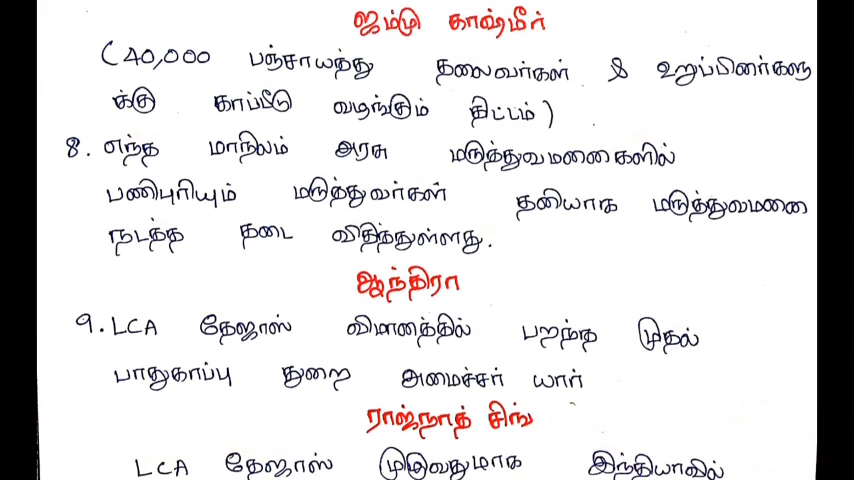 ஜம்மு காஷ்மீர்
(40,000 பஞ்சாயத்து தலைவர்கள் & உறுப்பினர்களு
க்கு காப்பீடு வழங்கும் திட்டம்)
8. எந்த மாநிலம் அரசு மருத்துவமனைகளில்
பணிபுரியும் மருத்துவர்கள் தனியாக மருத்துவமனை
நடத்த தடை விதித்துள்ளது.
ஆந்திரா
9. LCA தேஜாஸ் விமானத்தில் பறந்த முதல்
பாதுகாப்பு துறை அமைச்சர் யார்
ராஜ்நாத் சிங்
LCA தேஜாஸ் முழுவதுமாக இந்தியாவில்